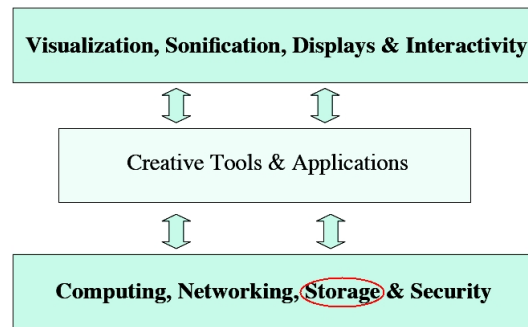 Visualization, Sonification, Displays & Interactivity
Creative Tools & Applications
Computing, Networking, Storage & Security